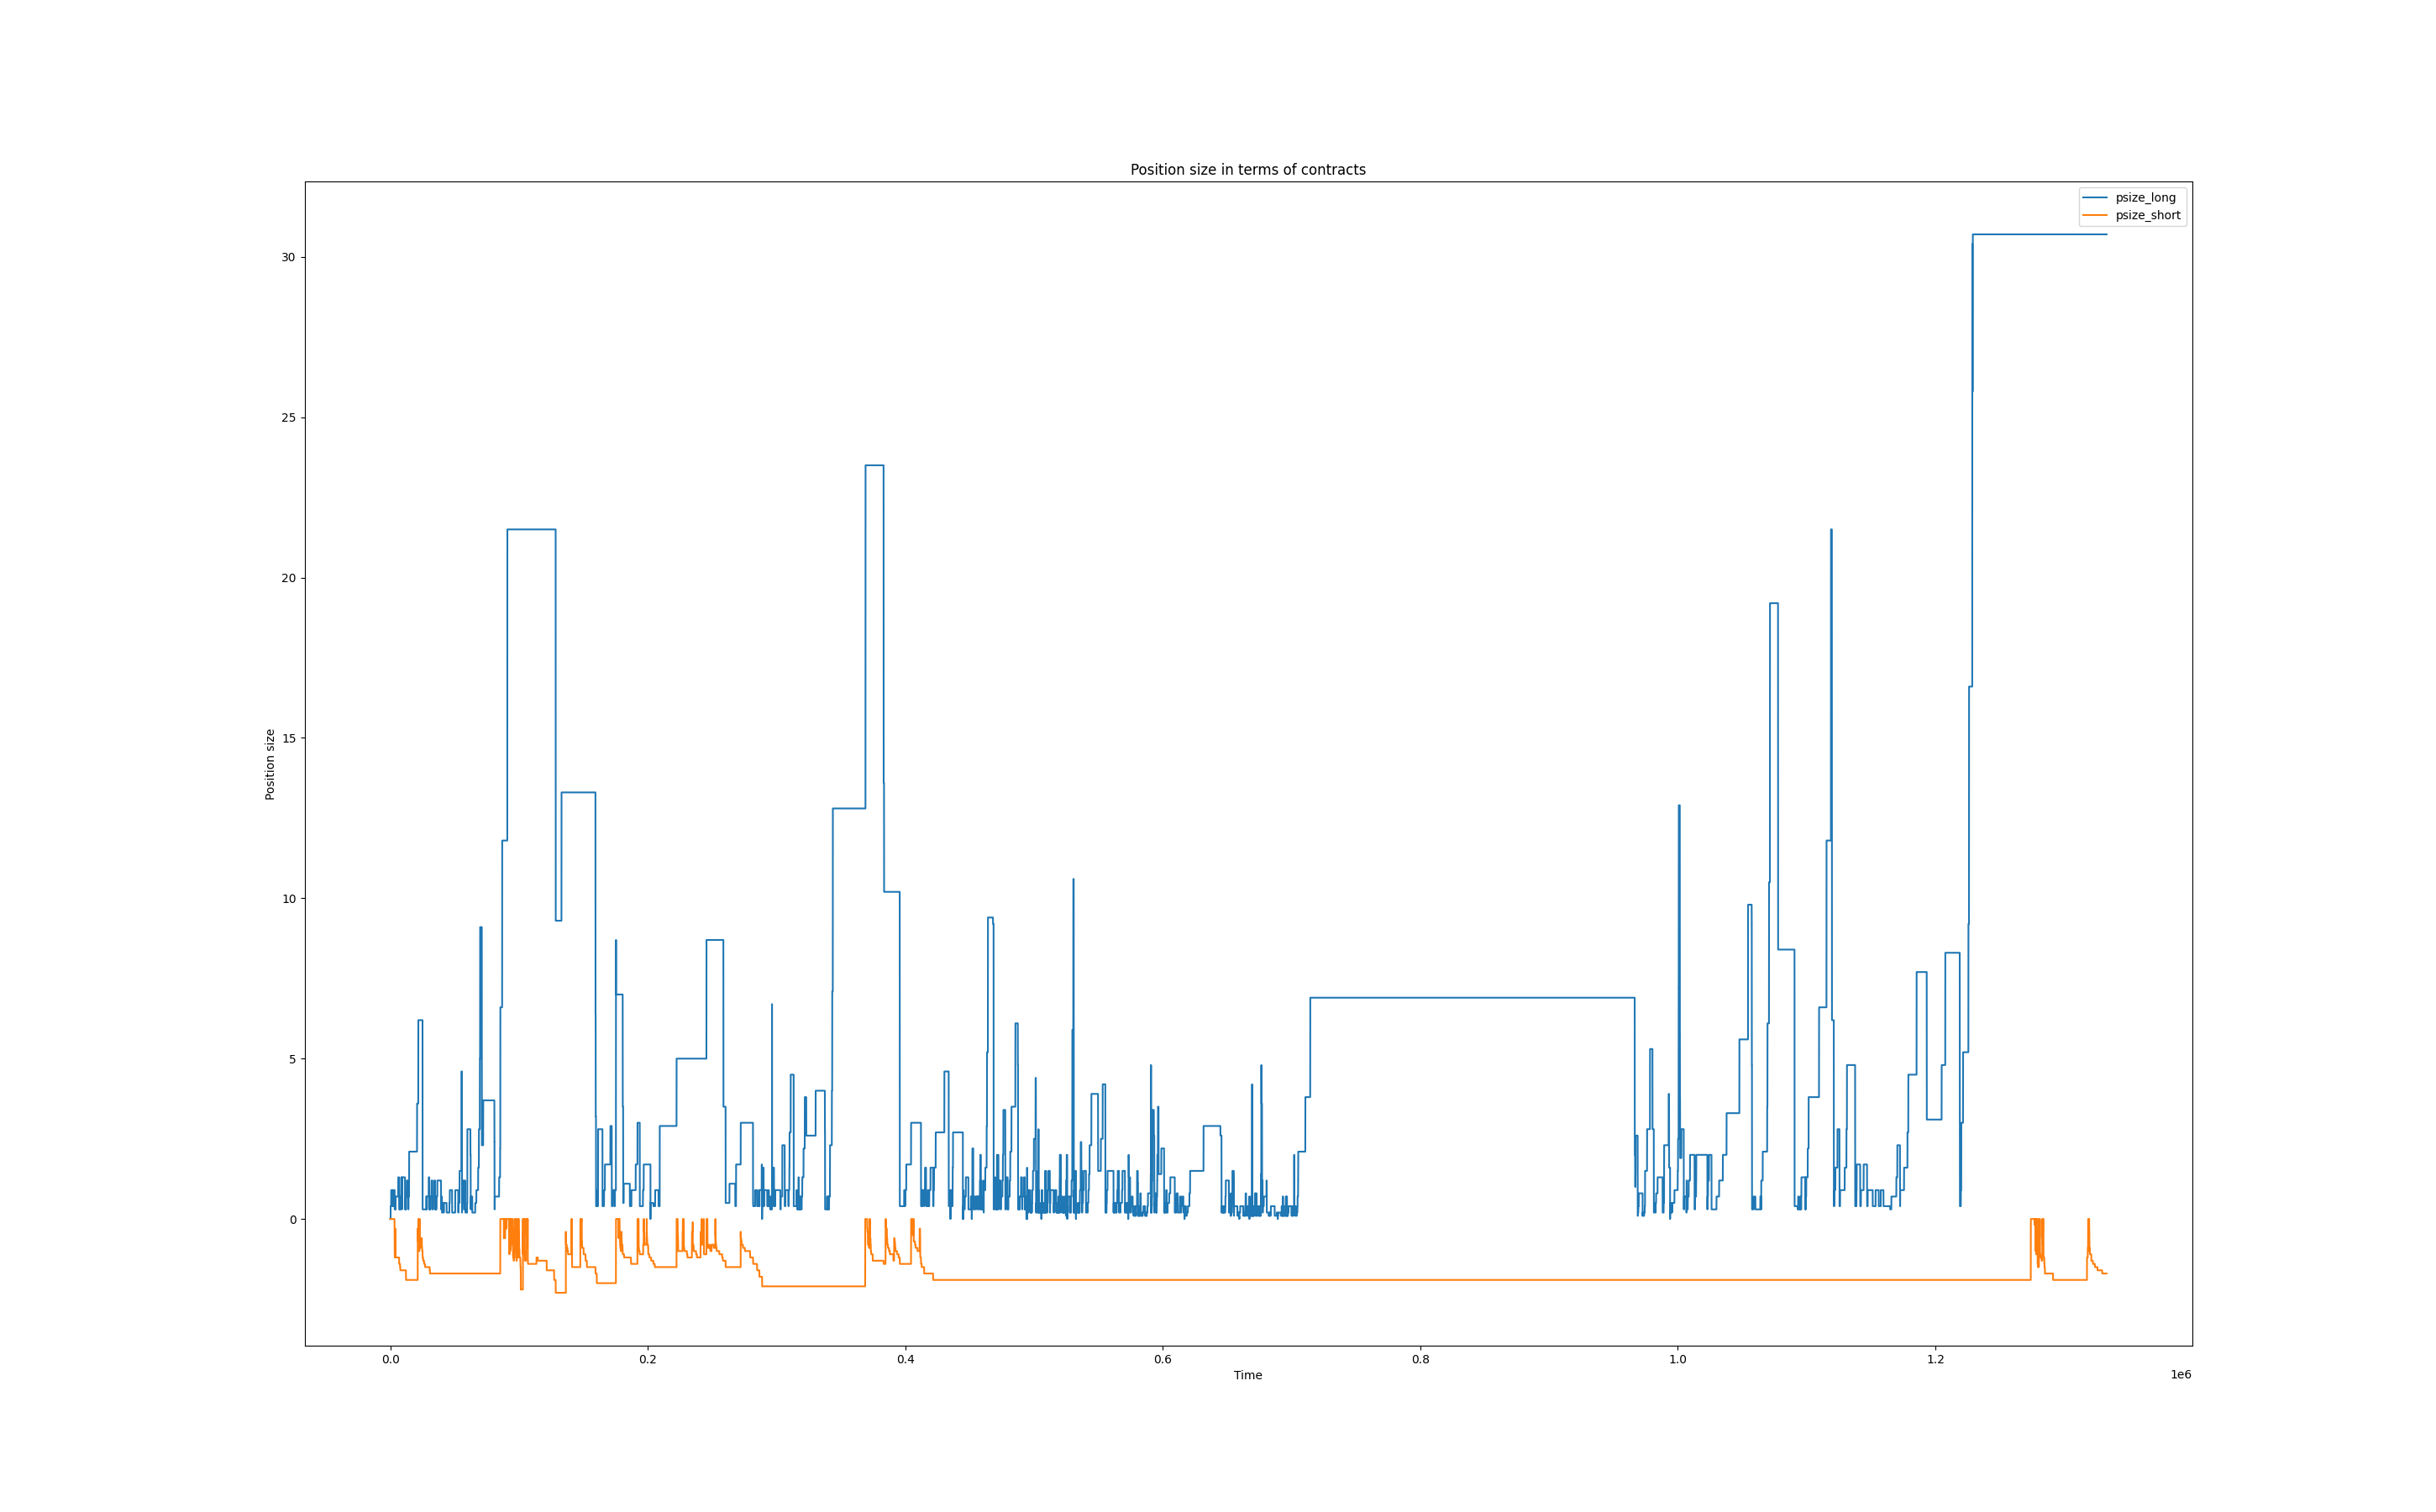 Position size in terms of contracts
psize_long
psize_short
30
25
20
15
10
5
0
Position size
0.0 0.2 0.4 0.6 0.8 1.0 1.2
Time
1e6